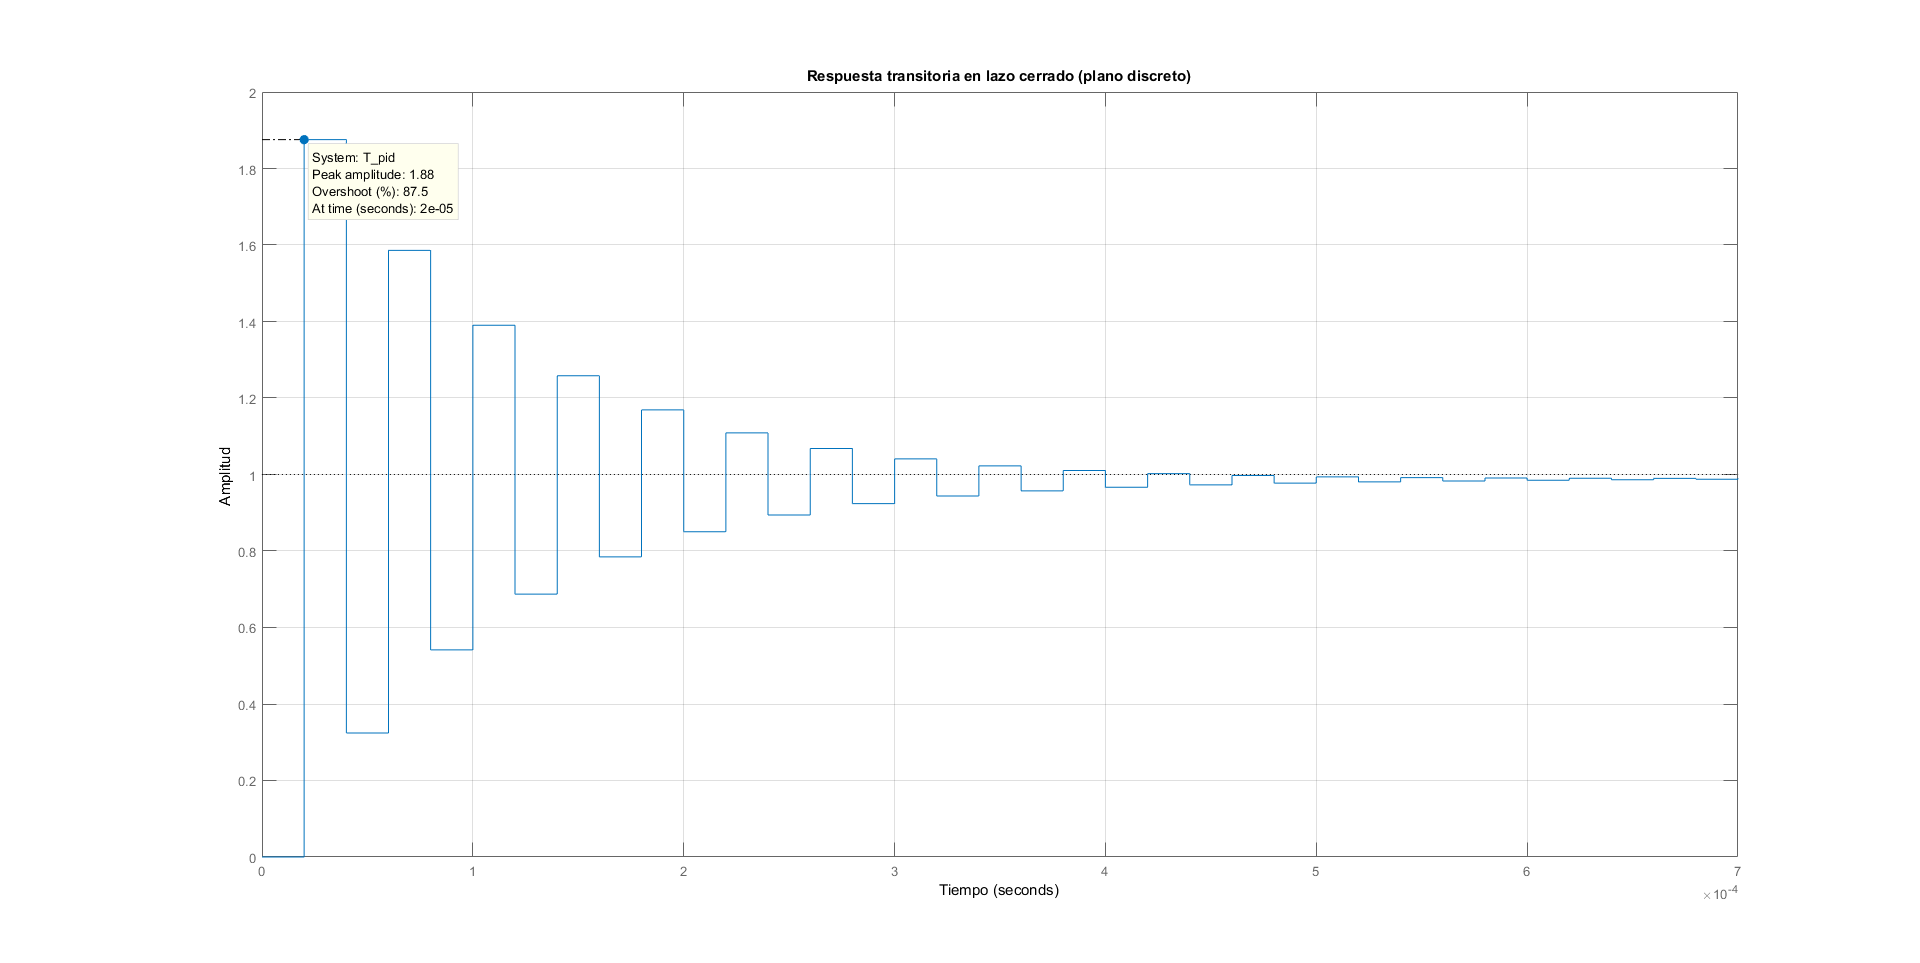 Respuesta transitoria en lazo cerrado (plano discreto)
2
1.8
1.6
1.4
1.2
1
0.8
0.6
0.4
0.2
0
Amplitud
System: T_pid
Peak amplitude: 1.88
Overshoot (%): 87.5
At time (seconds): 2e-05
0 1 2 3 4 5 6 7
Tiempo (seconds)
×10-4